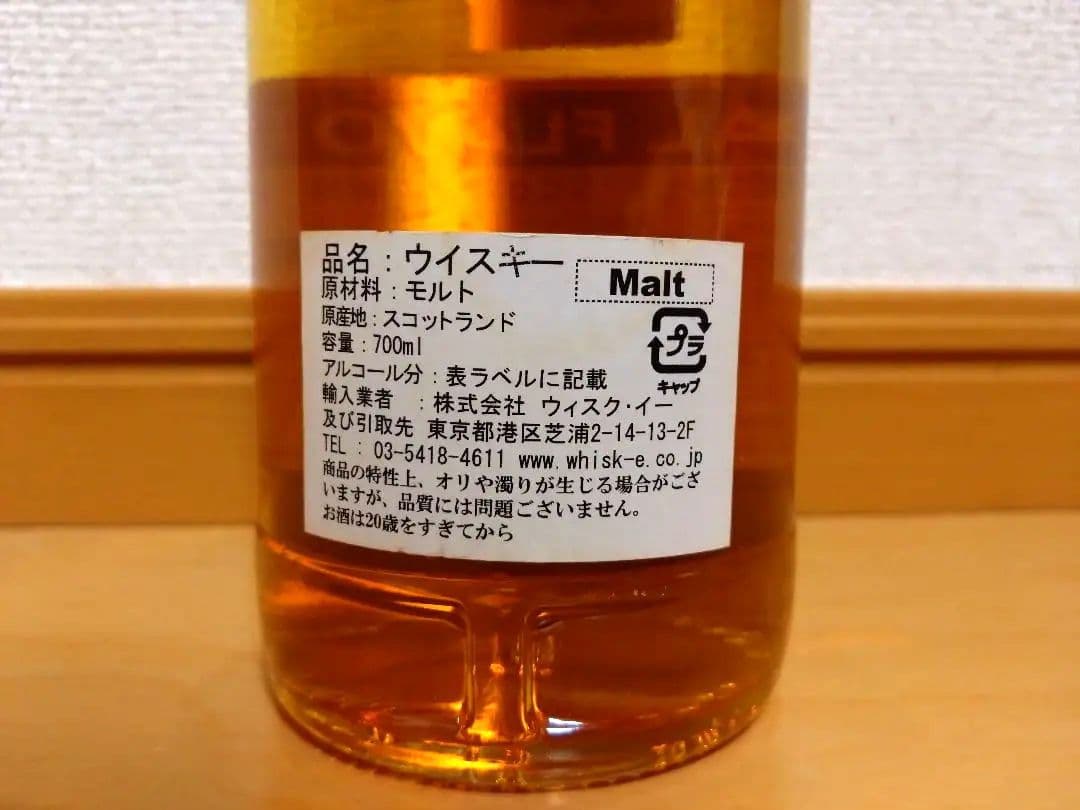 品名：ウイスキー
Malt
原材料：モルト
原産地：スコットランド
容量：700ml
プラ
キャップ
アルコール分：表ラベルに記載
輸入業者　：株式会社 ウィスク・イー
及び引取先 東京都港区芝浦2-14-13-2F
TEL : 03-5418-4611 www.whisk-e.co.jp
商品の特性上、オリや濁りが生じる場合がござ
いますが、品質には問題ございません。
お酒は20歳をすぎてから